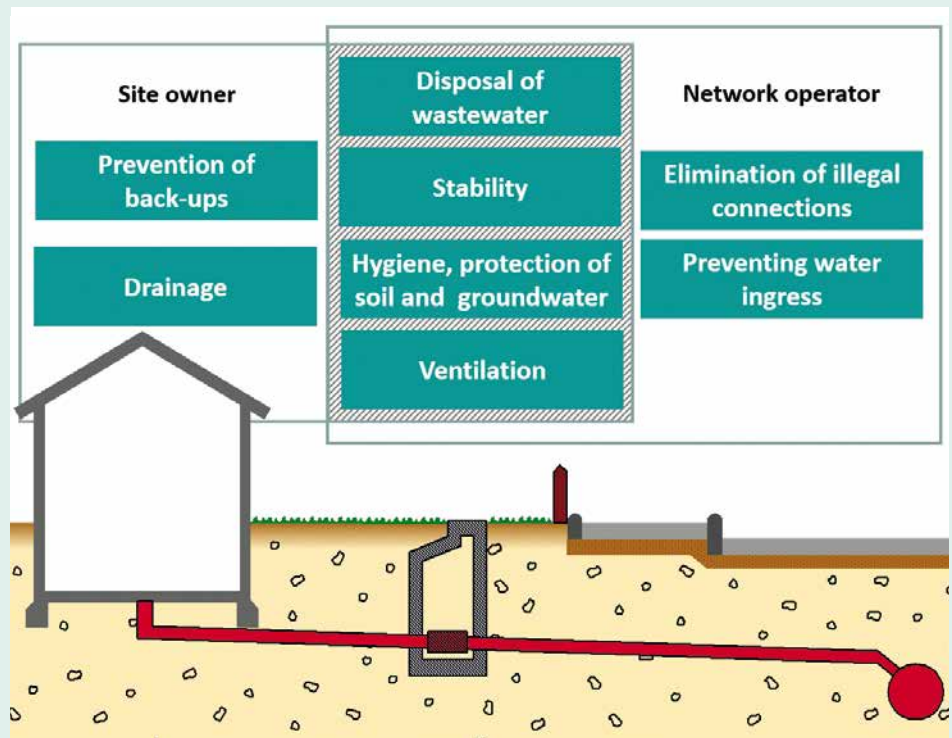 Site owner
Prevention of
back-ups
Drainage
Disposal of
wastewater
Stability
Hygiene, protection of
soil and groundwater
Ventilation
Network operator
Elimination of illegal
connections
Preventing water
ingress